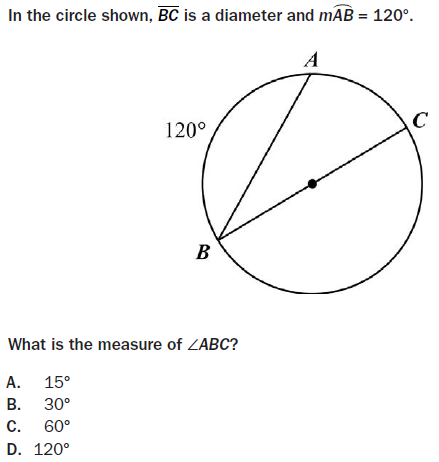 In the circle shown, BC is a diameter and mAB = 120°.
A
120°
C
B
What is the measure of ∠ABC?
A. 15°
B. 30°
C. 60°
D. 120°